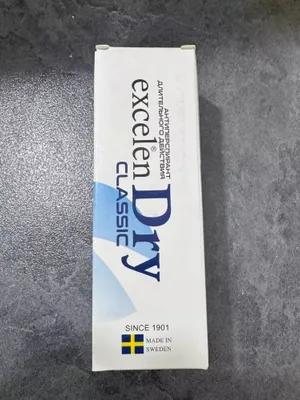 АНТИПЕРСПИРАНТ
ДЛИТЕЛЬНОГО ДЕЙСТВИЯ
excelen® Dry
CLASSIC
SINCE 1901
MADE IN
SWEDEN